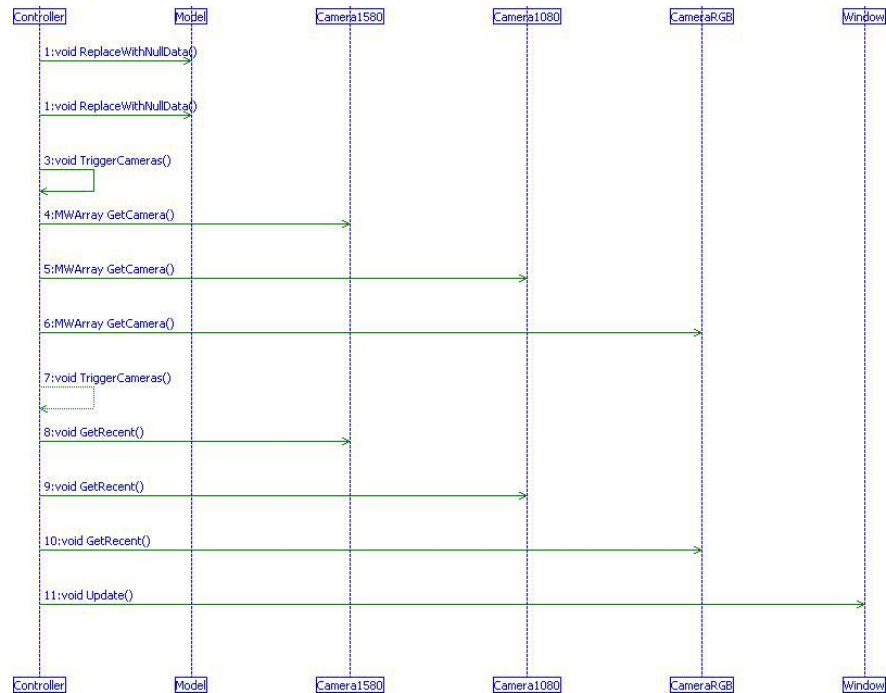 Controller Model Camera1580 Camera1080 CameraRGB Window
1:void ReplaceWithNullData()
1:void ReplaceWithNullData()
3:void TriggerCameras()
4:MWArray GetCamera()
5:MWArray GetCamera()
6:MWArray GetCamera()
7:void TriggerCameras()
8:void GetRecent()
9:void GetRecent()
10:void GetRecent()
11:void Update()
Controller Model Camera1580 Camera1080 CameraRGB Window